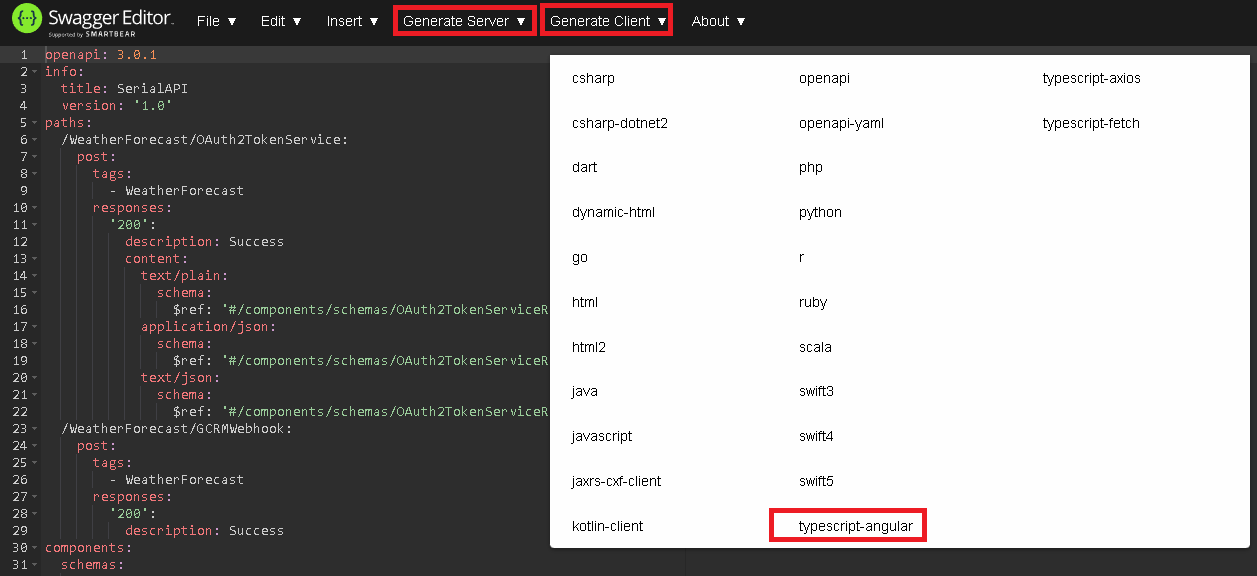 Swagger Editor
Supported by SMARTBEAR
File ▼ Edit ▼ Insert ▼ Generate Server ▼ Generate Client ▼ About ▼
1 openapi: 3.0.1
2 info:
3 title: SerialAPI
4 version: '1.0'
5 paths:
6 /WeatherForecast/OAuth2TokenService:
7 post:
8 tags:
9 - WeatherForecast
10 responses:
11 '200':
12 description: Success
13 content:
14 text/plain:
15 schema:
16 $ref: '#/components/schemas/OAuth2TokenServiceR
17 application/json:
18 schema:
19 $ref: '#/components/schemas/OAuth2TokenServiceR
20 text/json:
21 schema:
22 $ref: '#/components/schemas/OAuth2TokenServiceR
23 /WeatherForecast/GCRMWebhook:
24 post:
25 tags:
26 - WeatherForecast
27 responses:
28 '200':
29 description: Success
30 components:
31 schemas:
csharp openapi typescript-axios
csharp-dotnet2 openapi-yaml typescript-fetch
dart php
dynamic-html python
go r
html ruby
html2 scala
java swift3
javascript swift4
jaxrs-cxf-client swift5
kotlin-client typescript-angular